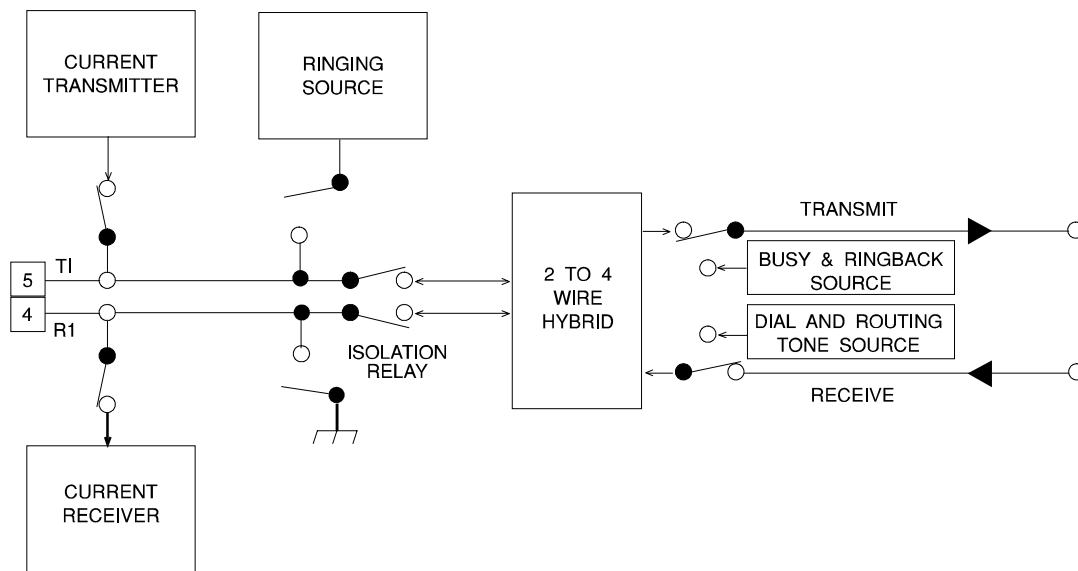 CURRENT
TRANSMITTER
RINGING
SOURCE
TRANSMIT
BUSY & RINGBACK
SOURCE
5
T1
4
R1
2 TO 4
WIRE
HYBRID
DIAL AND ROUTING
TONE SOURCE
ISOLATION
RELAY
RECEIVE
CURRENT
RECEIVER